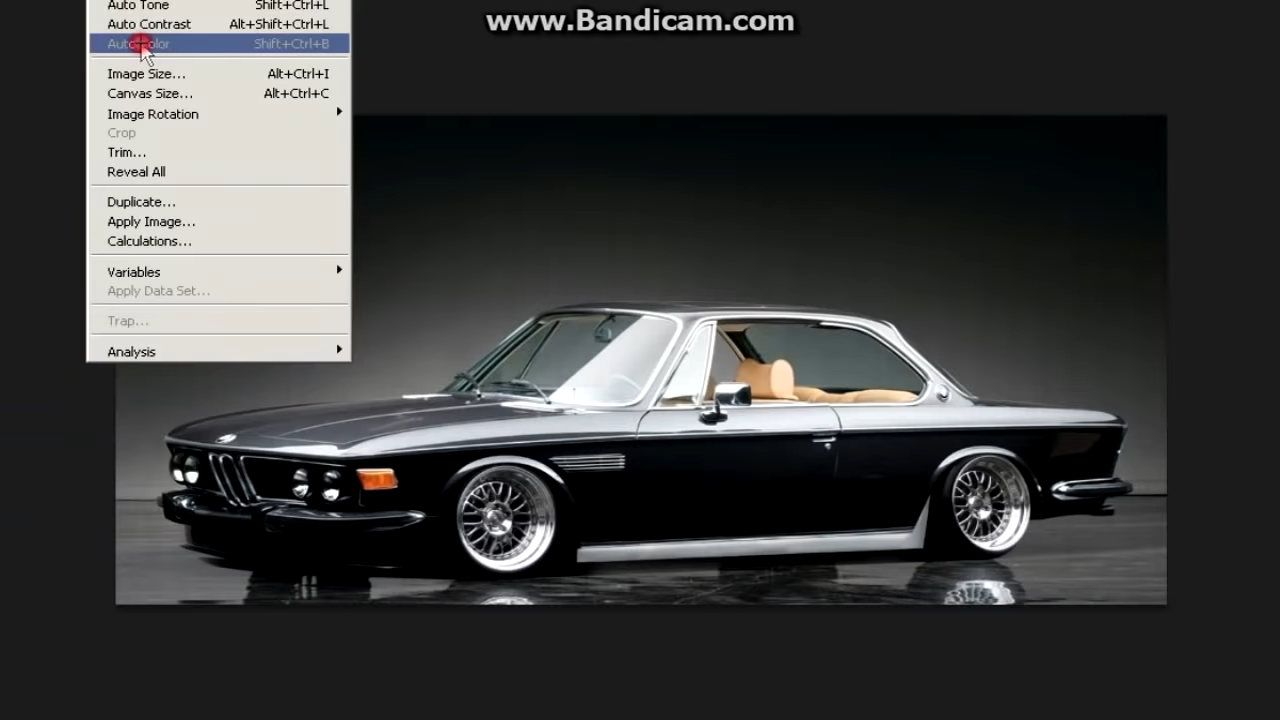 Auto Tone Shift+Ctrl+L
www.Bandicam.com
Auto Contrast Alt+Shift+Ctrl+L
Auto Color Shift+Ctrl+B
Image Size... Alt+Ctrl+I
Canvas Size... Alt+Ctrl+C
Image Rotation
Crop
Trim...
Reveal All
Duplicate...
Apply Image...
Calculations...
Variables
Apply Data Set...
Trap...
Analysis